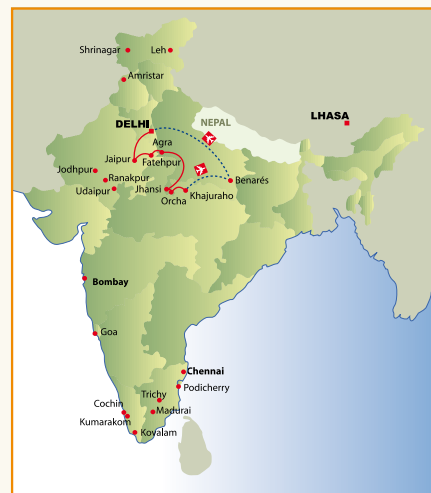 Shrinagar
Leh
Amristar
NEPAL
LHASA
DELHI
Agra
Jaipur
Fatehpur
Jodhpur
Ranakpur
Udaipur
Jhansi
Benarés
Khajuraho
Orcha
Bombay
Goa
Chennai
Podicherry
Trichy
Cochin
Madurai
Kumarakom
Koyalam